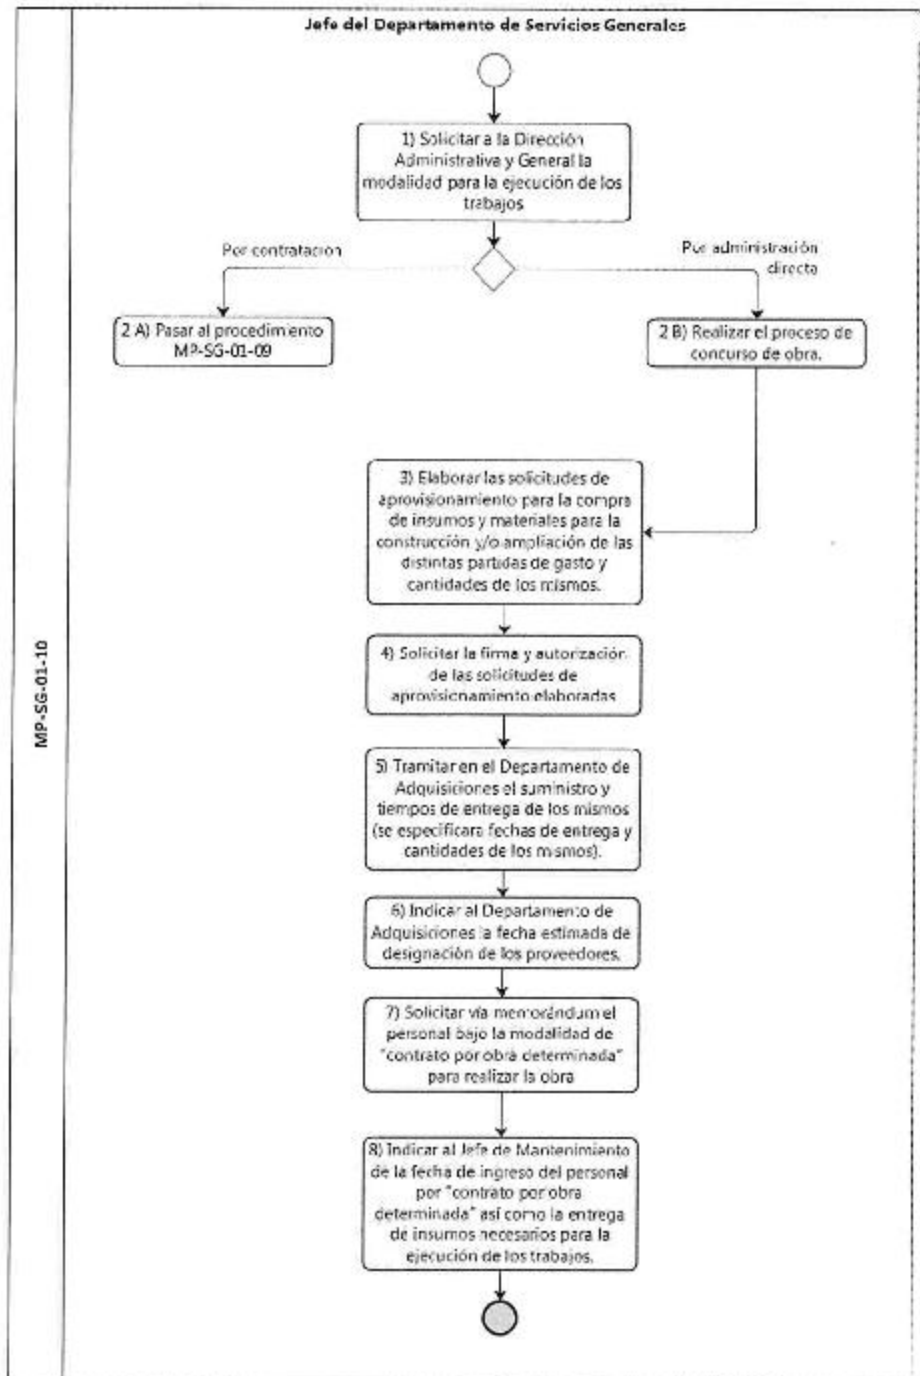 Jefe del Departamento de Servicios Generales
1) Solicitar a la Dirección
Administrativa y General la
modalidad para la ejecución de los
trabajos
Por contratacion
Por administración
directa
2 A) Pasar al procedimiento
MP-SG-01-09
2 B) Realizar el proceso de
concurso de obra.
3) Elaborar las solicitudes de
aprovisionamiento para la compra
de insumos y materiales para la
construcción y/o ampliación de las
distintas partidas de gasto y
cantidades de los mismos.
MP-SG-01-10
4) Solicitar la firma y autorización
de las solicitudes de
aprovisionamiento elaboradas
5) Tramitar en el Departamento de
Adquisiciones el suministro y
tiempos de entrega de los mismos
(se especificara fechas de entrega y
cantidades de los mismos).
6) Indicar al Departamento de
Adquisiciones la fecha estimada de
designación de los proveedores.
7) Solicitar vía memorándum el
personal bajo la modalidad de
"contrato por obra determinada"
para realizar la obra
8) Indicar al Jefe de Mantenimiento
de la fecha de ingreso del personal
por "contrato por obra
determinada" así como la entrega
de insumos necesarios para la
ejecución de los trabajos.